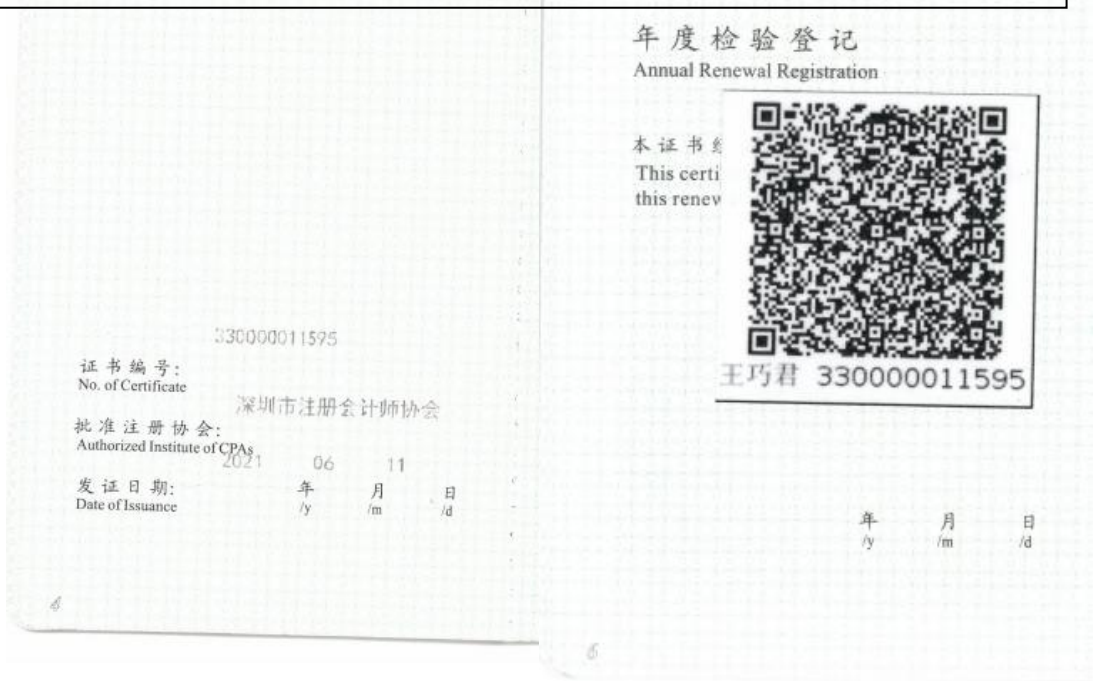 330000011595
证书编号:
No. of Certificate
深圳市注册会计师协会
批准注册协会:
Authorized Institute of CPAs
2021 06 11
发证日期: 年 月 日
Date of Issuance /y /m /d
年度检验登记
Annual Renewal Registration
本证书经
This certi
this renew
王巧君 330000011595
年 月 日
/y /m /d